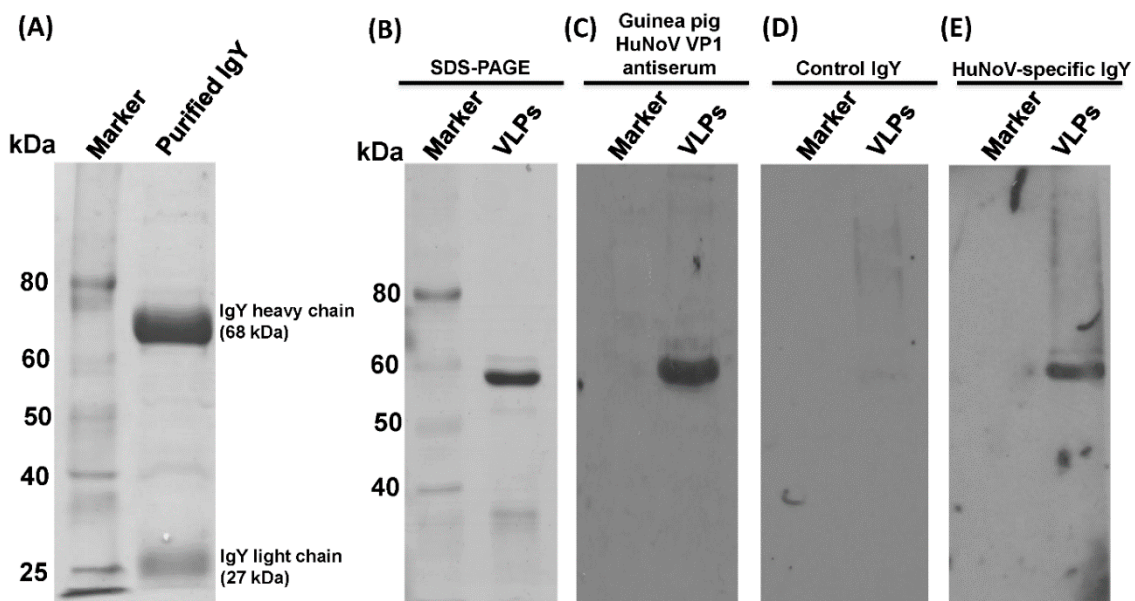 (A)
Marker
Purified IgY
kDa
80
60
50
40
25
IgY heavy chain
(68 kDa)
IgY light chain
(27 kDa)
(B)
SDS-PAGE
Marker
VLPs
kDa
80
60
50
40
(C)
Guinea pig
HuNoV VP1
antiserum
Marker
VLPs
(D)
Control IgY
Marker
VLPs
(E)
HuNoV-specific IgY
Marker
VLPs